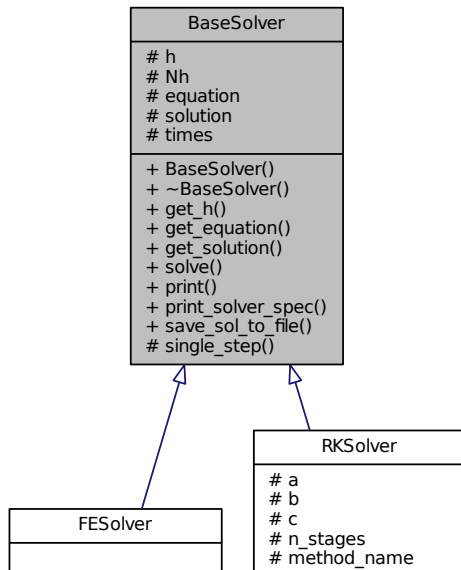 BaseSolver
# h
# Nh
# equation
# solution
# times
+ BaseSolver()
+ ~BaseSolver()
+ get_h()
+ get_equation()
+ get_solution()
+ solve()
+ print()
+ print_solver_spec()
+ save_sol_to_file()
# single_step()
RKSolver
# a
# b
# c
# n_stages
# method_name
FESolver